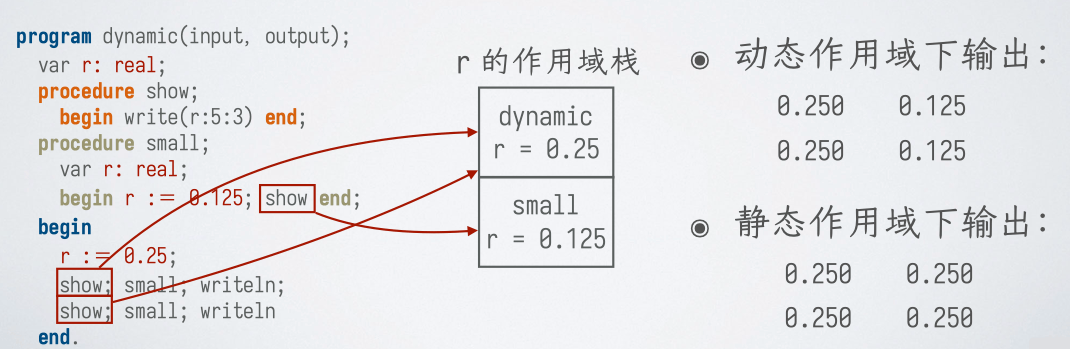 program dynamic(input, output);
var r: real;
procedure show;
begin write(r:5:3) end;
procedure small;
var r: real;
begin r := 0.125; show end;
begin
r := 0.25;
show; small; writeln;
show; small; writeln
end.
r 的作用域栈
dynamic
r = 0.25
small
r = 0.125
◉ 动态作用域下输出:
0.250 0.125
0.250 0.125
◉ 静态作用域下输出:
0.250 0.250
0.250 0.250